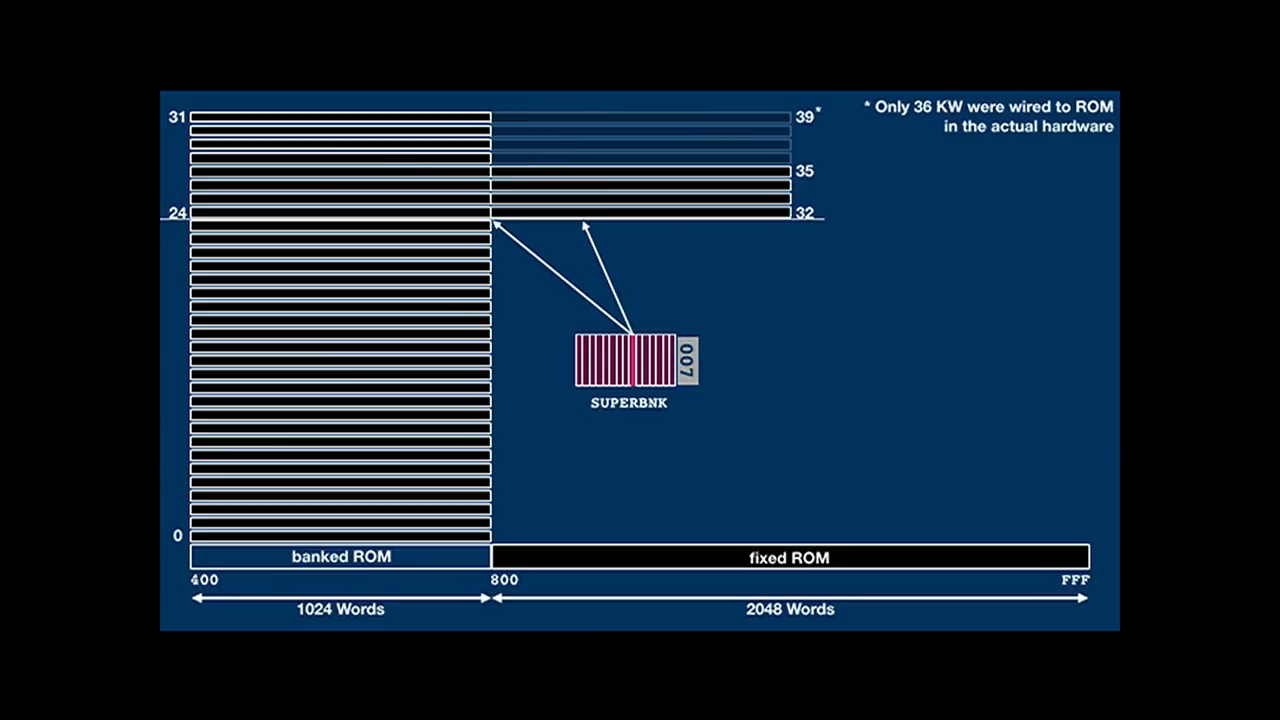 31
39*
* Only 36 KW were wired to ROM
in the actual hardware
35
24
32
007
SUPERBNK
0
banked ROM
fixed ROM
400
800
FFF
1024 Words
2048 Words